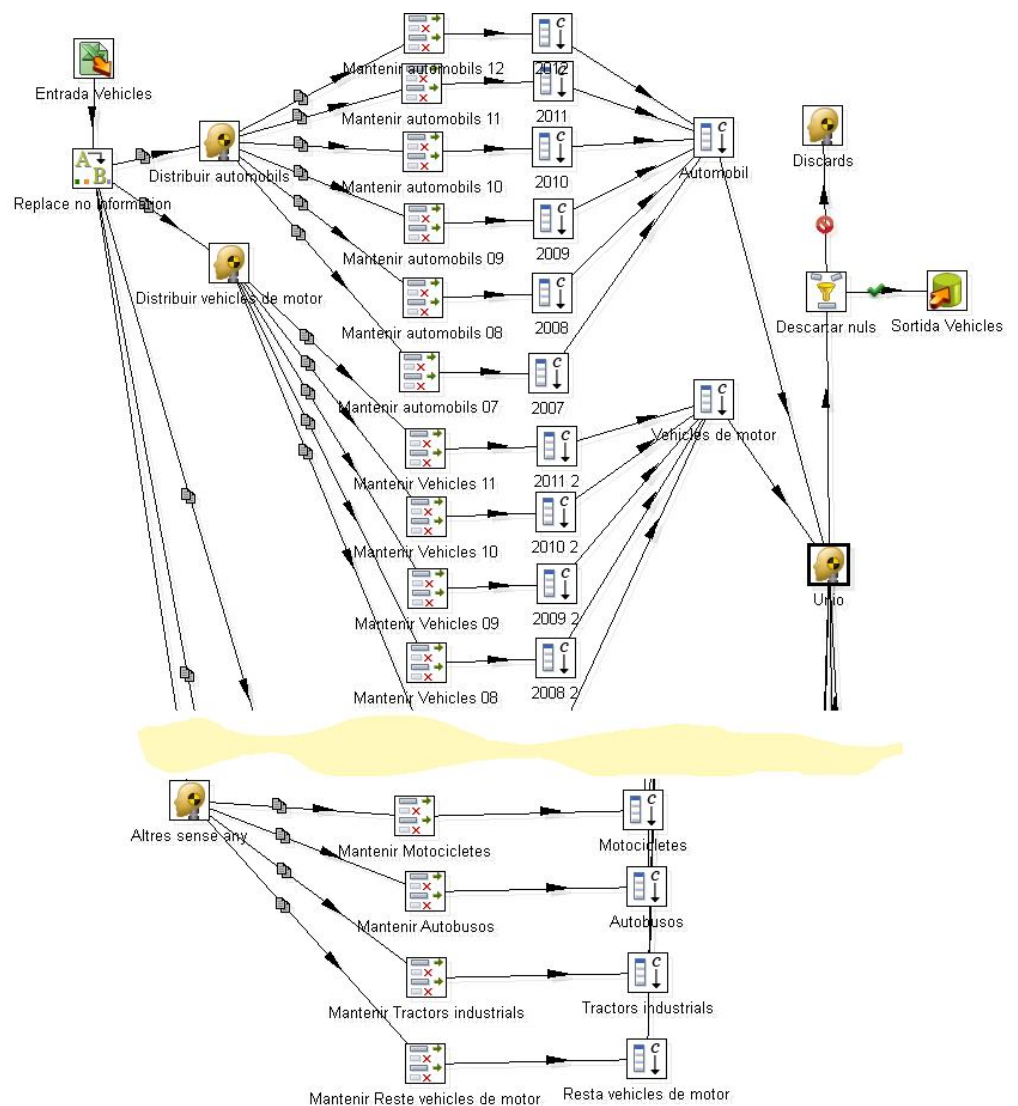 Entrada Vehicles
Replace no Information
Distribuir automobils
Distribuir vehicles de motor
Mantenir automobils 12
2012
Mantenir automobils 11
2011
Mantenir automobils 10
2010
Mantenir automobils 09
2009
Mantenir automobils 08
2008
Mantenir automobils 07
2007
Mantenir Vehicles 11
2011 2
Mantenir Vehicles 10
2010 2
Mantenir Vehicles 09
2009 2
Mantenir Vehicles 08
2008 2
Automobil
Vehicles de motor
Discards
Descartar nuls
Sortida Vehicles
Unio
Altres sense any
Mantenir Motocicletes
Motocicletes
Mantenir Autobusos
Autobusos
Mantenir Tractors industrials
Tractors industrials
Mantenir Reste vehicles de motor
Resta vehicles de motor